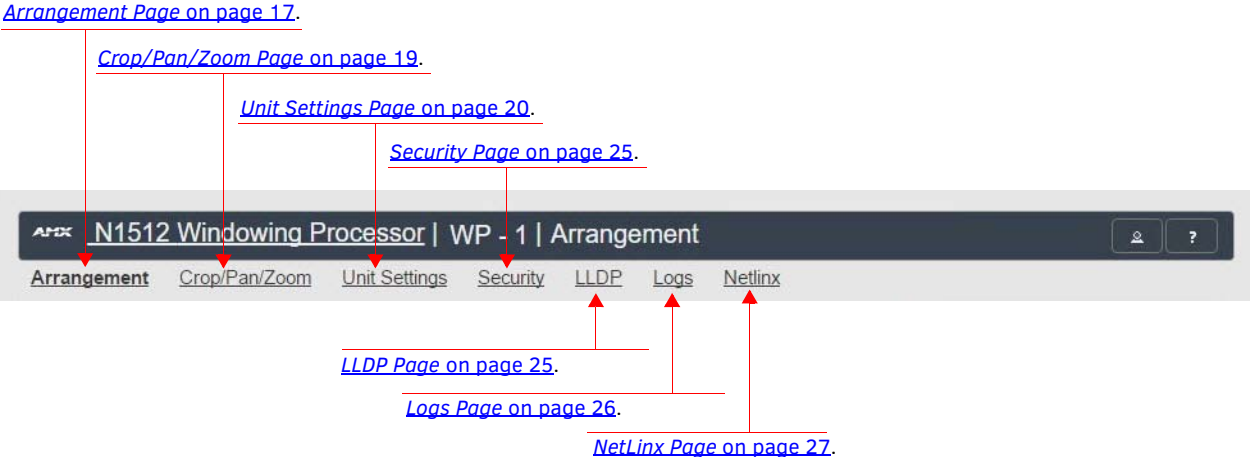 Arrangement Page on page 17.
Crop/Pan/Zoom Page on page 19.
Unit Settings Page on page 20.
Security Page on page 25.
AMX N1512 Windowing Processor | WP - 1 | Arrangement ?
Arrangement Crop/Pan/Zoom Unit Settings Security LLDP Logs Netlinx
LLDP Page on page 25.
Logs Page on page 26.
NetLinx Page on page 27.